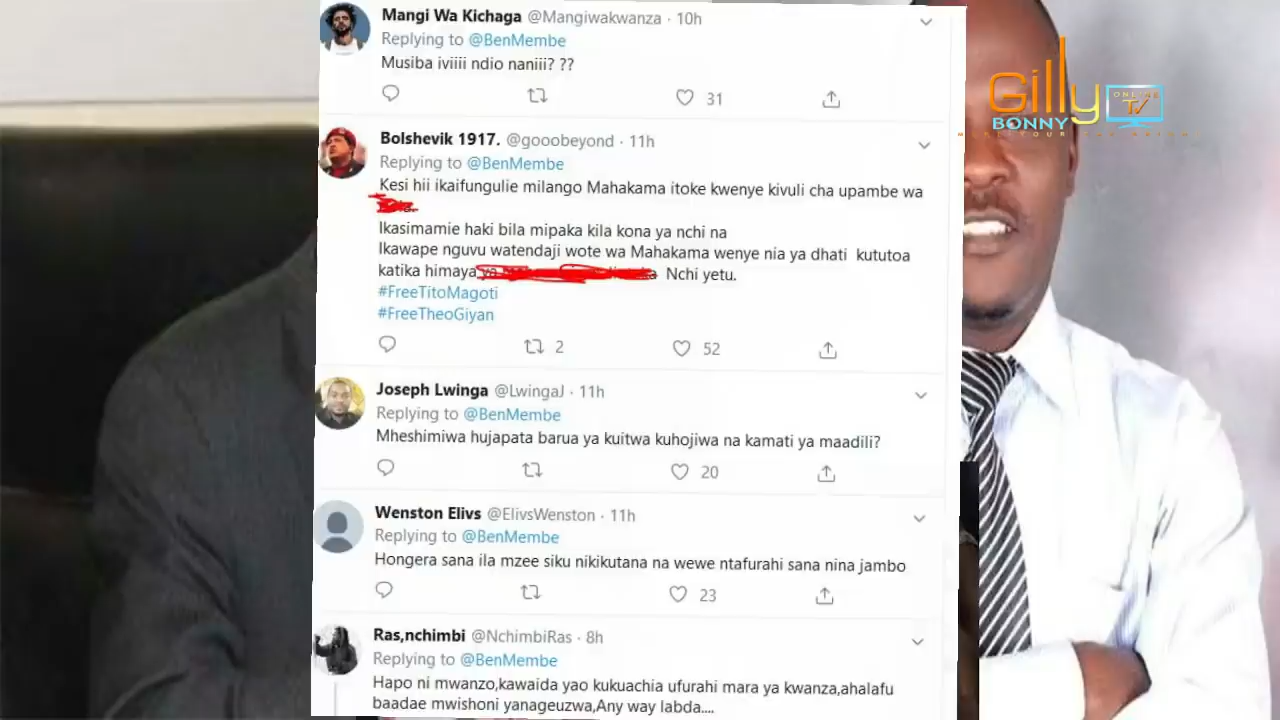 Mangi Wa Kichaga @Mangiwakwanza · 10h
Replying to @BenMembe
Musiba iviiii ndio naniii? ??
31
Bolshevik 1917. @gooobeyond · 11h
Replying to @BenMembe
Kesi hii ikaifungulie milango Mahakama itoke kwenye kivuli cha upambe wa
Ikasimamie haki bila mipaka kila kona ya nchi na
Ikawape nguvu watendaji wote wa Mahakama wenye nia ya dhati kututoa
katika himaya Nchi yetu.
#FreeTitoMagoti
#FreeTheoGiyan
2 52
Joseph Lwinga @LwingaJ · 11h
Replying to @BenMembe
Mheshimiwa hujapata barua ya kuitwa kuhojiwa na kamati ya maadili?
20
Wenston Elivs @ElivsWenston · 11h
Replying to @BenMembe
Hongera sana ila mzee siku nikikutana na wewe ntafurahi sana nina jambo
23
Ras,nchimbi @NchimbiRas · 8h
Replying to @BenMembe
Hapo ni mwanzo,kawaida yao kukuachia ufurahi mara ya kwanza,ahalafu
baadae mwishoni yanageuzwa,Any way labda....
Gilly
BONNY
ONLINE
TV